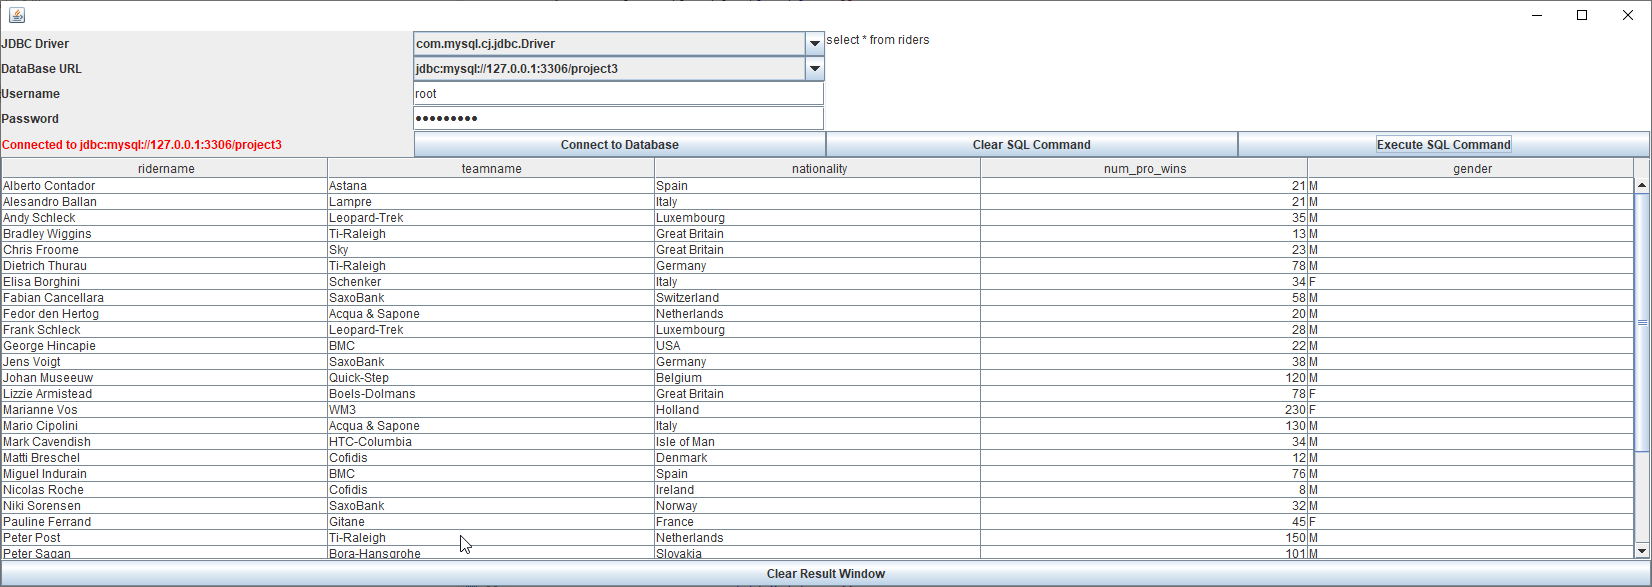 JDBC Driver com.mysql.cj.jdbc.Driver select * from riders
DataBase URL jdbc:mysql://127.0.0.1:3306/project3
Username root
Password •••••••••
Connected to jdbc:mysql://127.0.0.1:3306/project3 Connect to Database Clear SQL Command Execute SQL Command
ridername teamname nationality num_pro_wins gender
Alberto Contador Astana Spain 21 M
Alesandro Ballan Lampre Italy 21 M
Andy Schleck Leopard-Trek Luxembourg 35 M
Bradley Wiggins Ti-Raleigh Great Britain 13 M
Chris Froome Sky Great Britain 23 M
Dietrich Thurau Ti-Raleigh Germany 78 M
Elisa Borghini Schenker Italy 34 F
Fabian Cancellara SaxoBank Switzerland 58 M
Fedor den Hertog Acqua & Sapone Netherlands 20 M
Frank Schleck Leopard-Trek Luxembourg 28 M
George Hincapie BMC USA 22 M
Jens Voigt SaxoBank Germany 38 M
Johan Museeuw Quick-Step Belgium 120 M
Lizzie Armistead Boels-Dolmans Great Britain 78 F
Marianne Vos WM3 Holland 230 F
Mario Cipolini Acqua & Sapone Italy 130 M
Mark Cavendish HTC-Columbia Isle of Man 34 M
Matti Breschel Cofidis Denmark 12 M
Miguel Indurain BMC Spain 76 M
Nicolas Roche Cofidis Ireland 8 M
Niki Sorensen SaxoBank Norway 32 M
Pauline Ferrand Gitane France 45 F
Peter Post Ti-Raleigh Netherlands 150 M
Peter Sagan Bora-Hansgrohe Slovakia 101 M
Clear Result Window